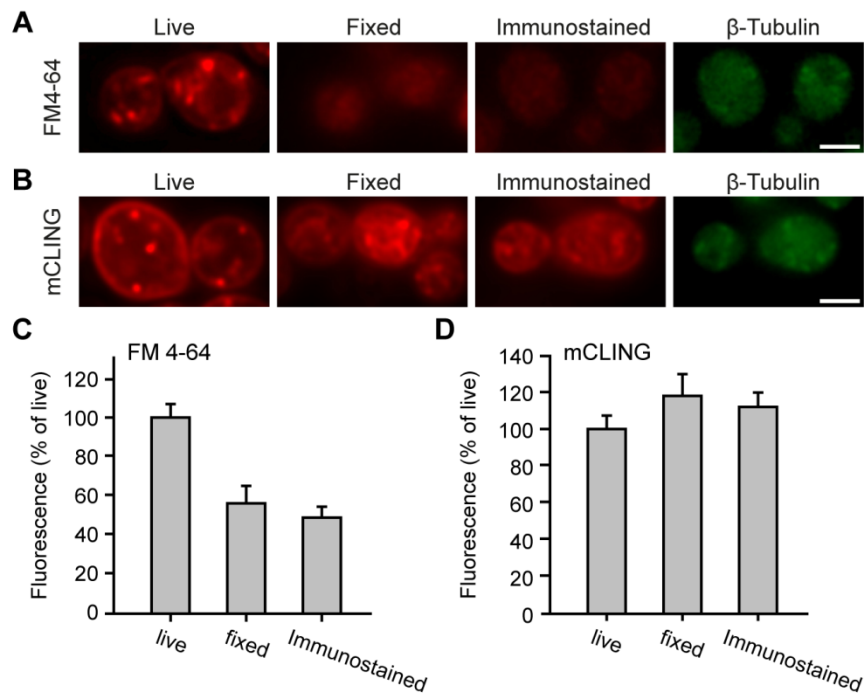 A
Live Fixed Immunostained β-Tubulin
FM4-64
B
Live Fixed Immunostained β-Tubulin
mCLING
C
FM 4-64
Fluorescence (% of live)
120
100
80
60
40
20
0
live fixed Immunostained
D
mCLING
Fluorescence (% of live)
140
120
100
80
60
40
20
0
live fixed Immunostained